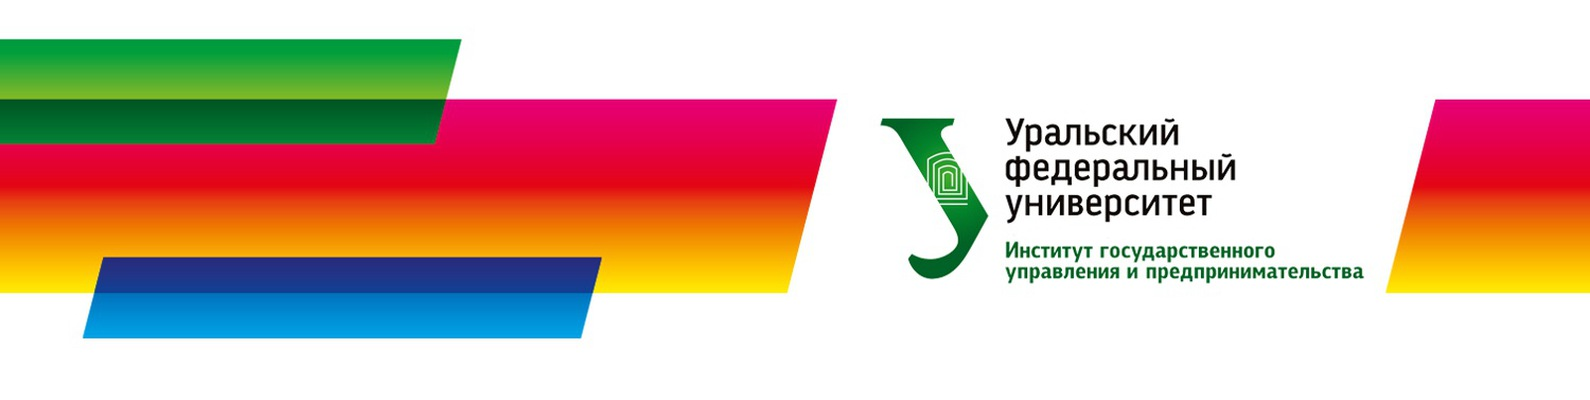 Уральский
федеральный
университет
Институт государственного
управления и предпринимательства